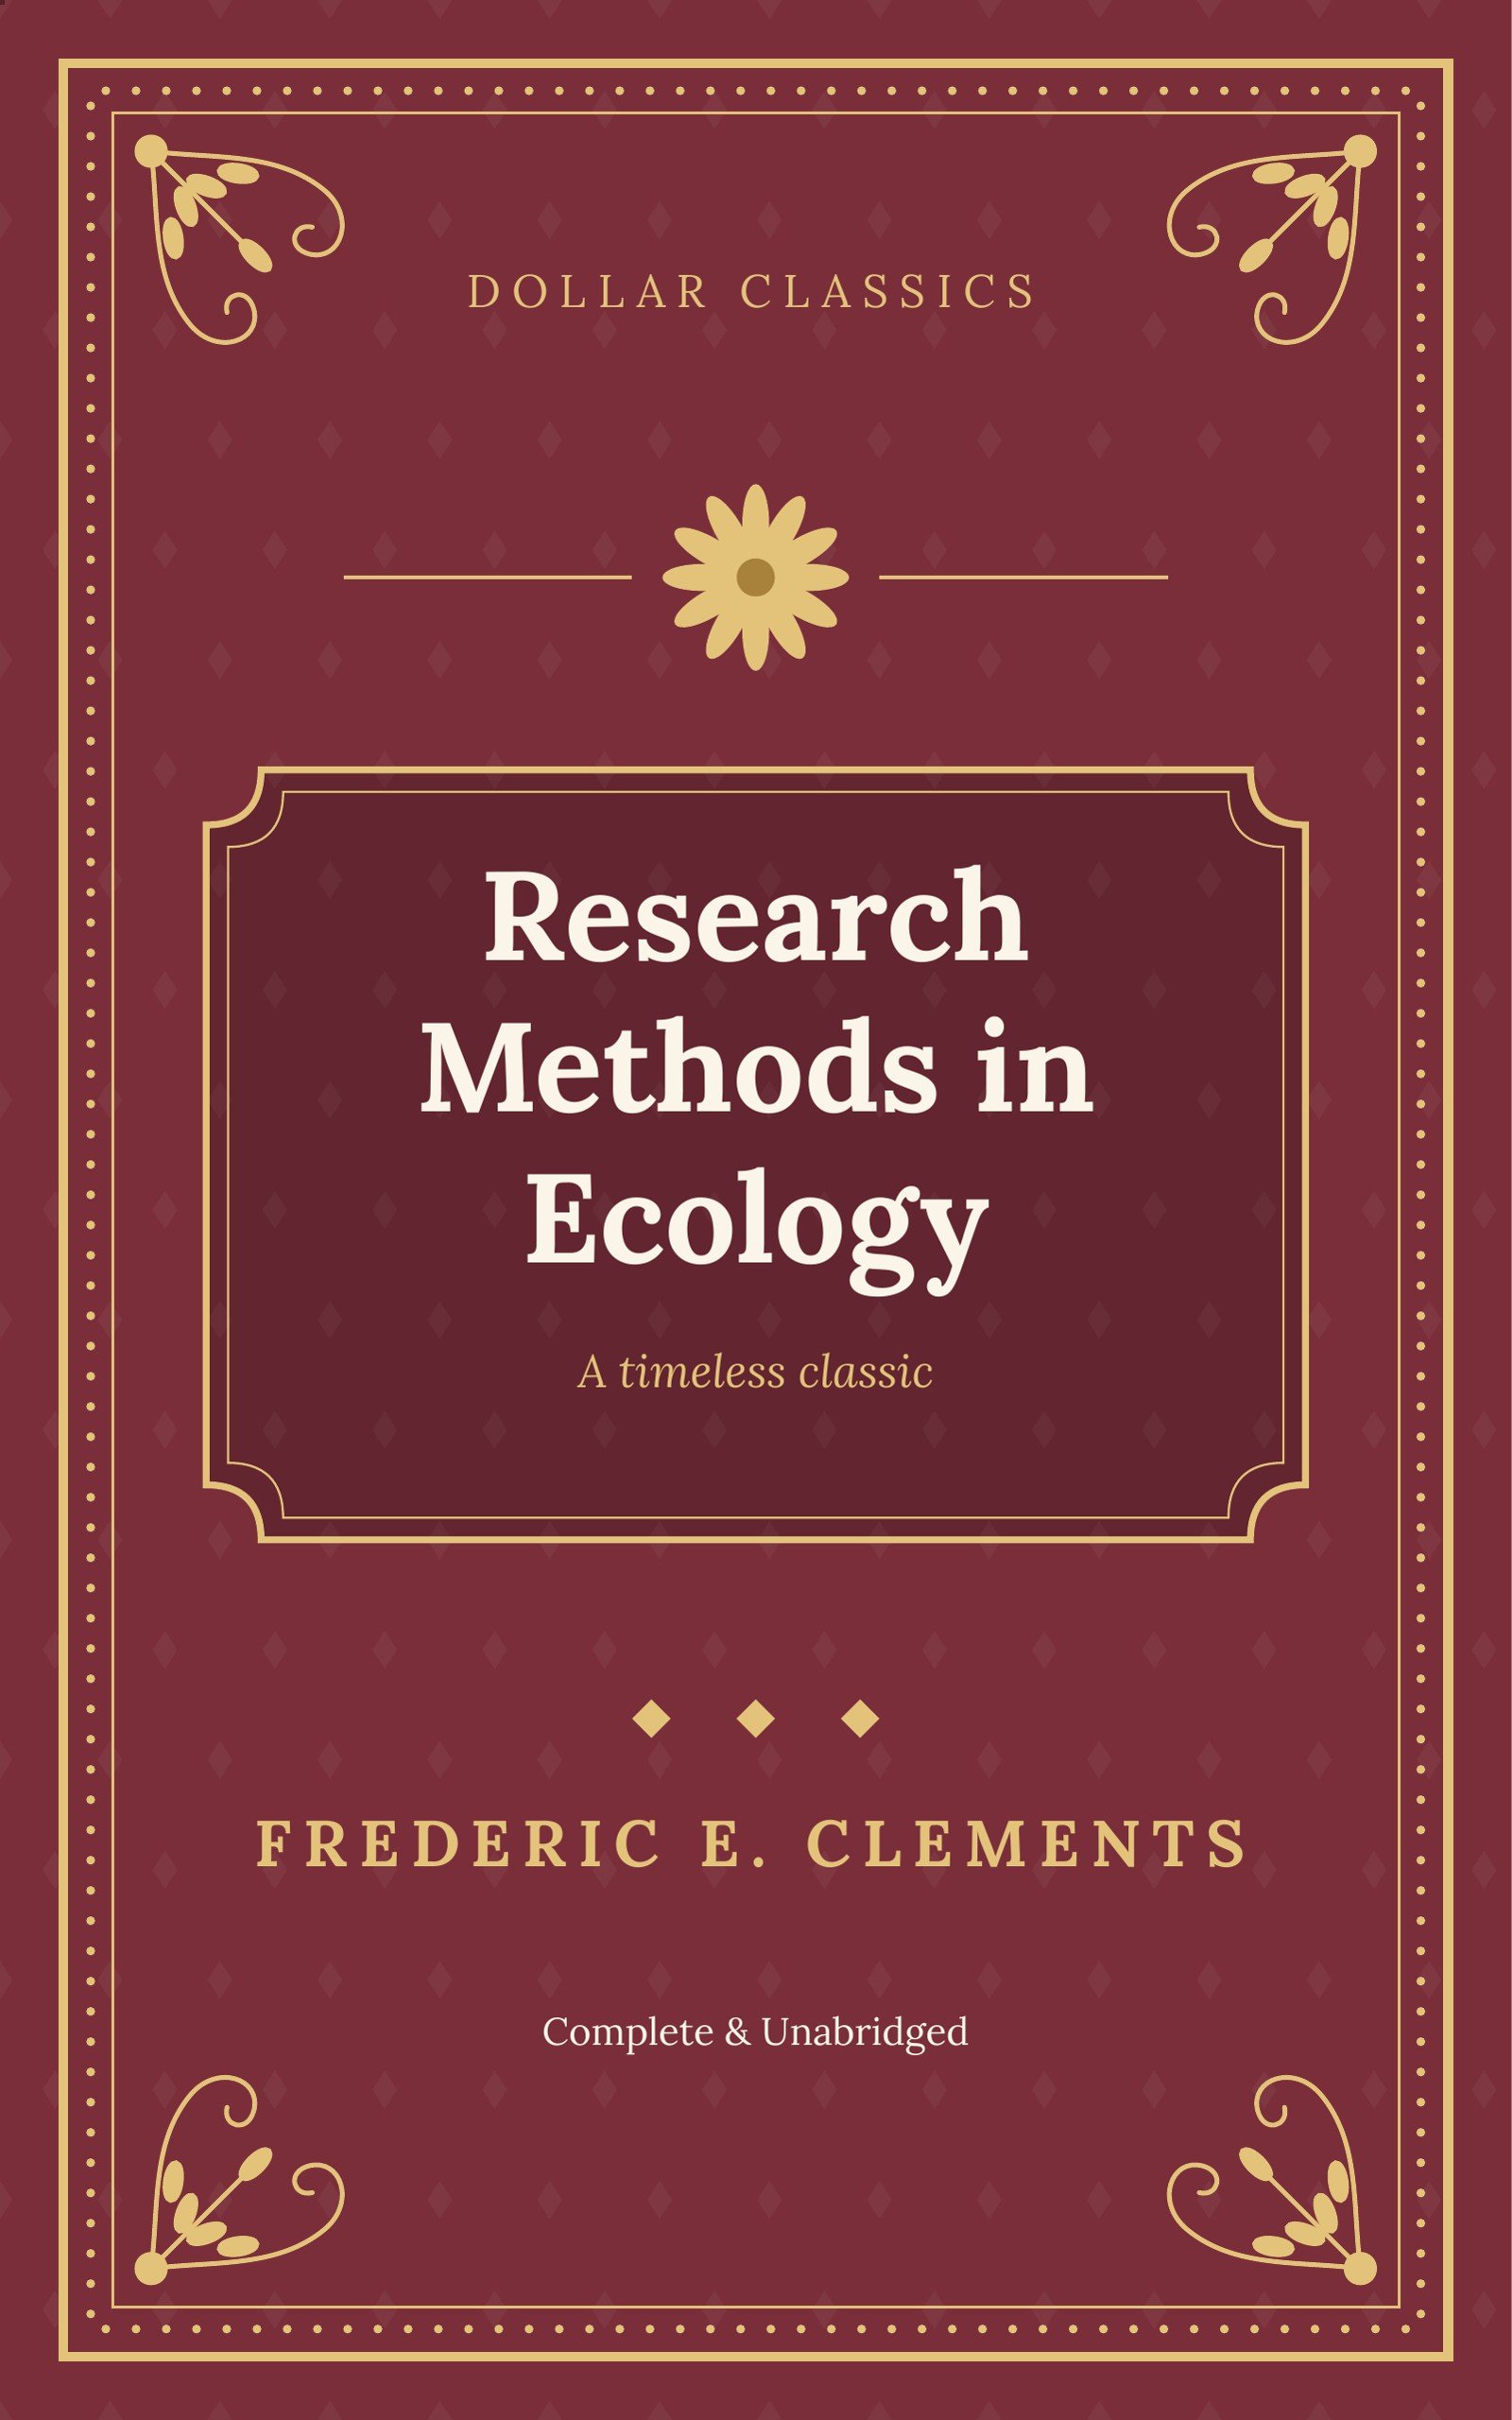 DOLLAR CLASSICS
Research
Methods in
Ecology
A timeless classic
FREDERIC E. CLEMENTS
Complete & Unabridged